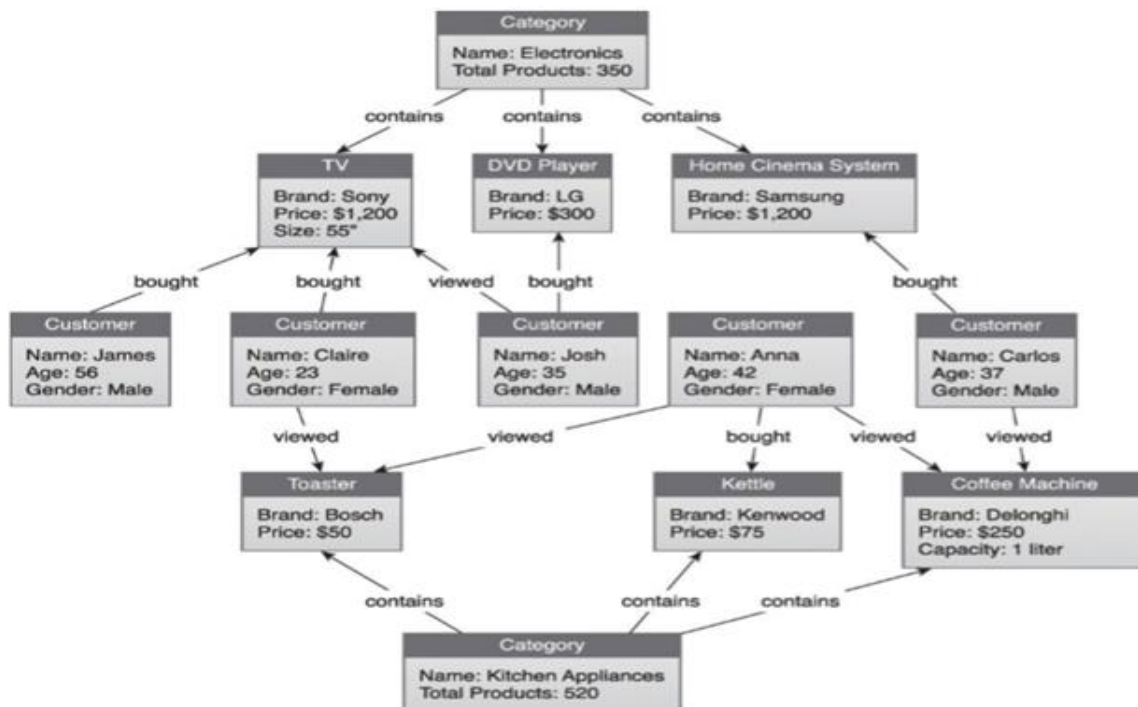 Category
Name: Electronics
Total Products: 350
contains
contains
contains
TV
Brand: Sony
Price: $1,200
Size: 55"
DVD Player
Brand: LG
Price: $300
Home Cinema System
Brand: Samsung
Price: $1,200
bought
bought
viewed
bought
bought
Customer
Name: James
Age: 56
Gender: Male
Customer
Name: Claire
Age: 23
Gender: Female
Customer
Name: Josh
Age: 35
Gender: Male
Customer
Name: Anna
Age: 42
Gender: Female
Customer
Name: Carlos
Age: 37
Gender: Male
viewed
viewed
bought
viewed
viewed
Toaster
Brand: Bosch
Price: $50
Kettle
Brand: Kenwood
Price: $75
Coffee Machine
Brand: Delonghi
Price: $250
Capacity: 1 liter
contains
contains
contains
Category
Name: Kitchen Appliances
Total Products: 520